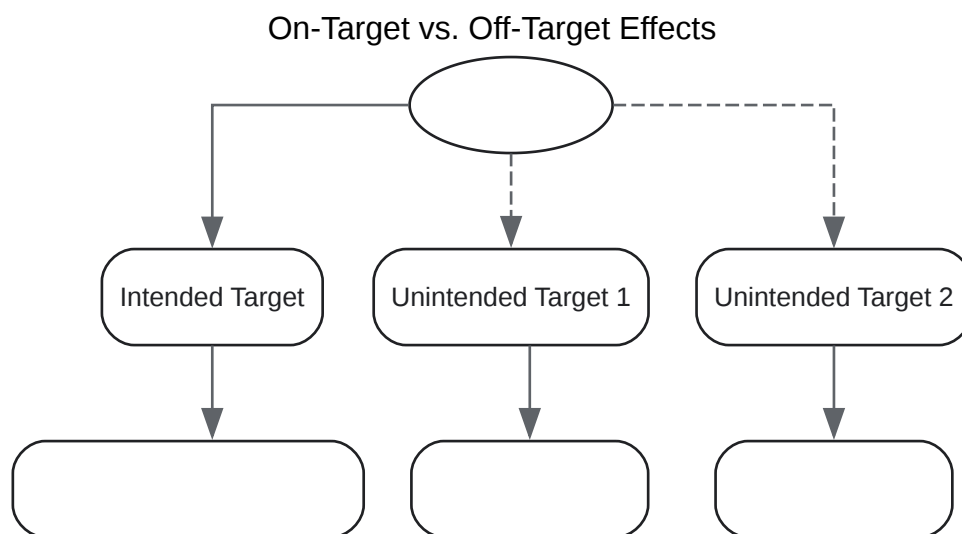 On-Target vs. Off-Target Effects
Intended Target
Unintended Target 1
Unintended Target 2